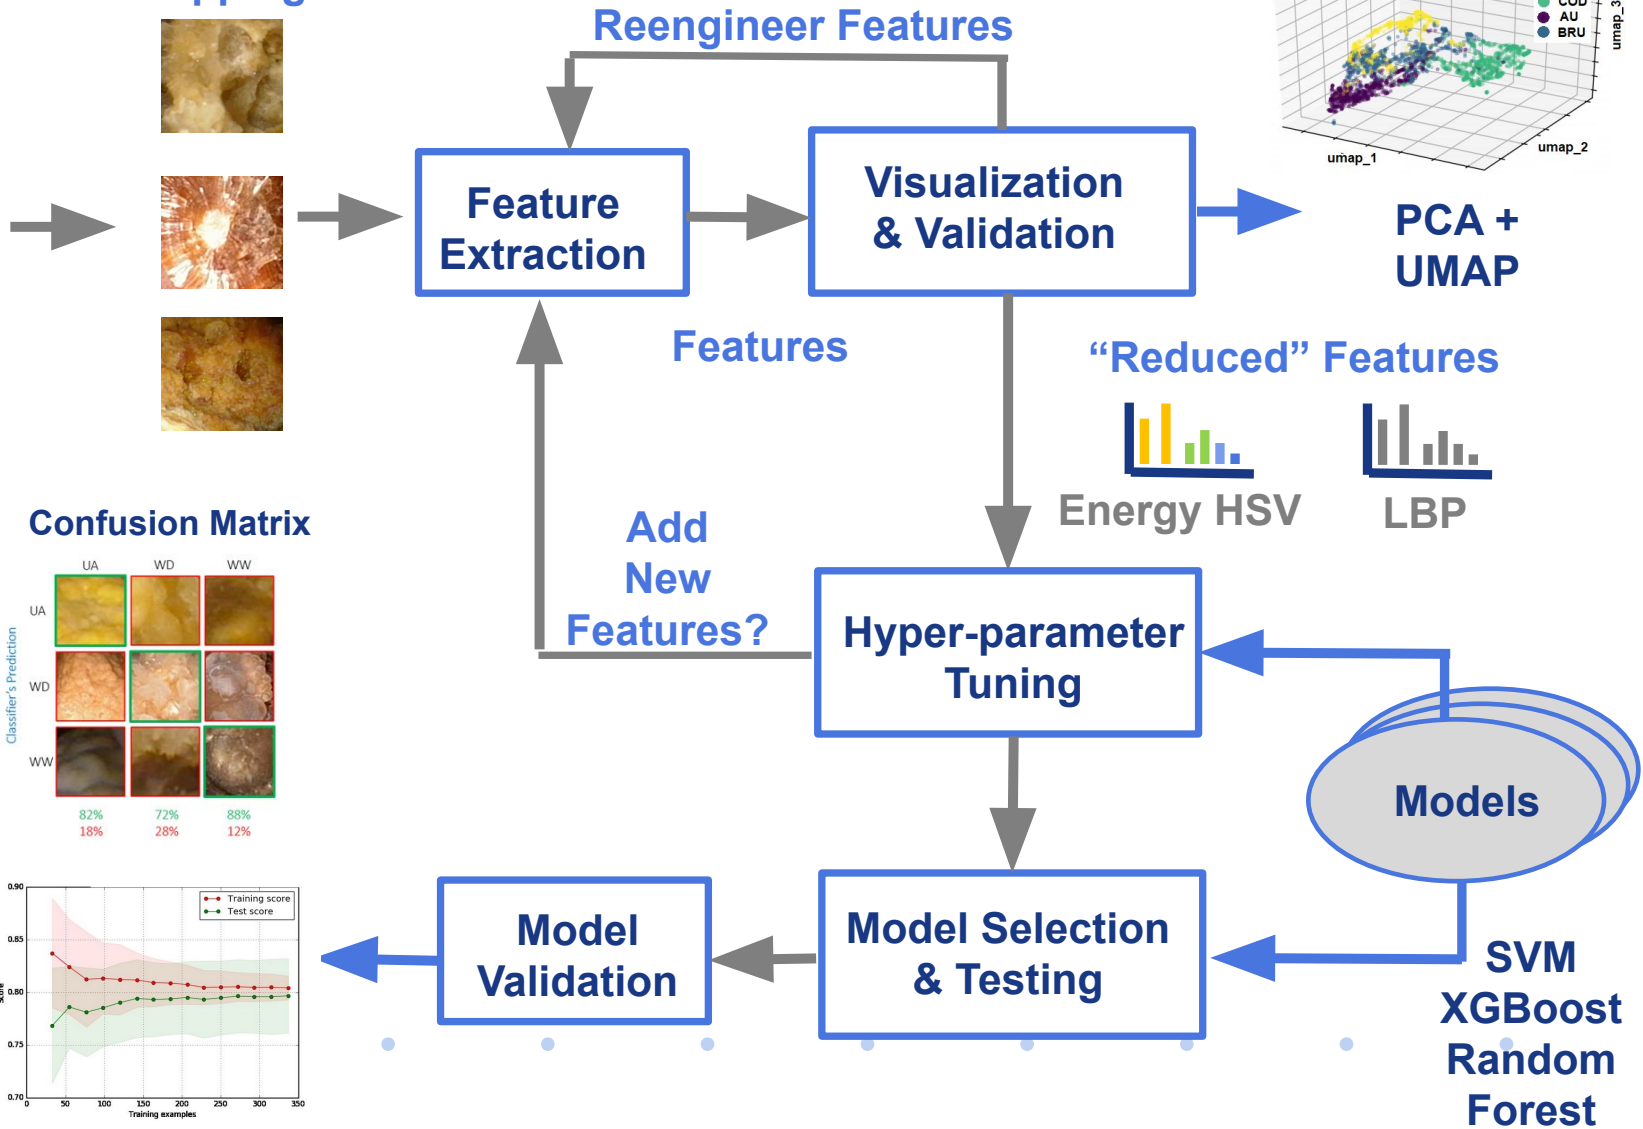 Reengineer Features
COD
AU
BRU
umap_3
umap_2
umap_1
Feature
Extraction
Visualization
& Validation
PCA +
UMAP
Features
“Reduced” Features
Energy HSV
LBP
Add
New
Features?
Confusion Matrix
UA WD WW
UA
WD
WW
Classifier's Prediction
82% 72% 88%
18% 28% 12%
Hyper-parameter
Tuning
Models
Model Selection
& Testing
Model
Validation
SVM
XGBoost
Random
Forest
Training score
Test score
0.90
0.85
0.80
0.75
0.70
Score
0 50 100 150 200 250 300 350
Training examples